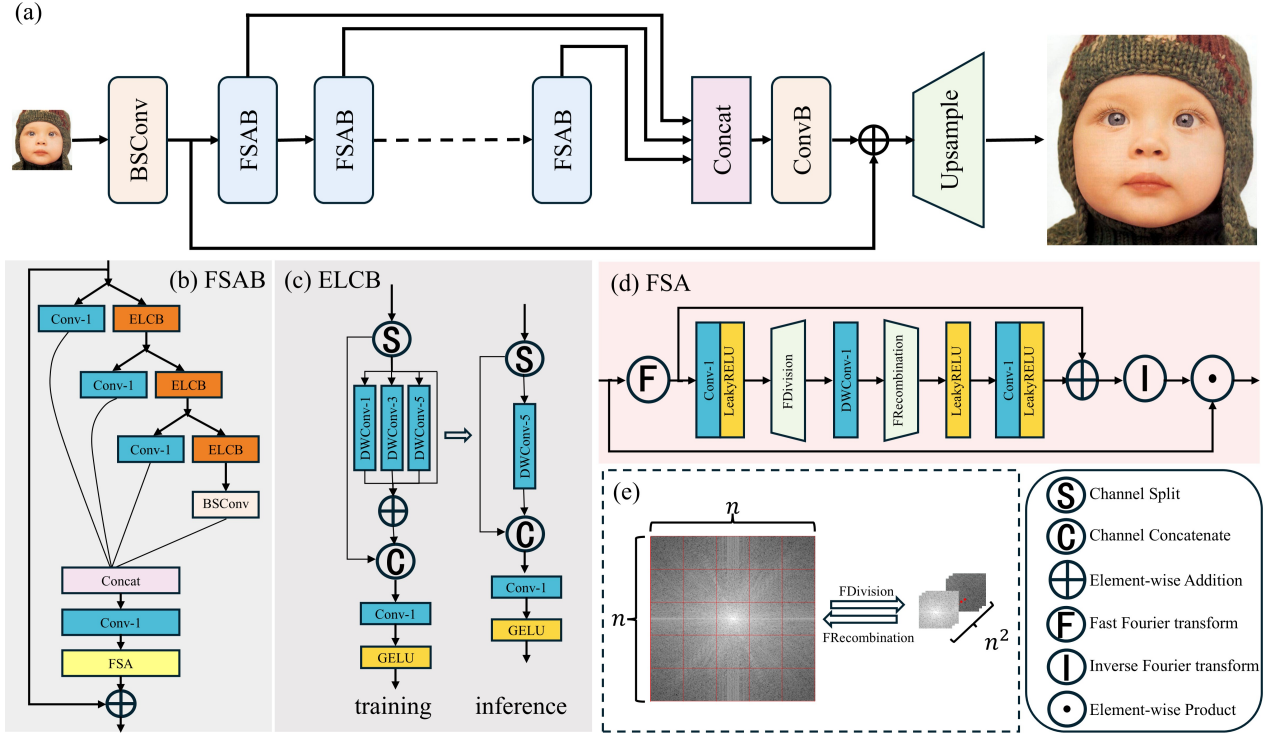 (a)
BSConv
FSAB
FSAB
FSAB
Concat
ConvB
Upsample
(b) FSAB
Conv-1
ELCB
Conv-1
ELCB
Conv-1
ELCB
BSConv
Concat
Conv-1
FSA
(c) ELCB
S
DWConv-1
DWConv-3
DWConv-5
C
Conv-1
GELU
training
S
DWConv-5
C
Conv-1
GELU
inference
(d) FSA
F
Conv-1
LeakyRELU
FDivision
DWConv-1
FRecombination
LeakyRELU
Conv-1
LeakyRELU
I
(e)
n
n
FDivision
FRecombination
n²
S Channel Split
C Channel Concatenate
Element-wise Addition
F Fast Fourier transform
I Inverse Fourier transform
Element-wise Product